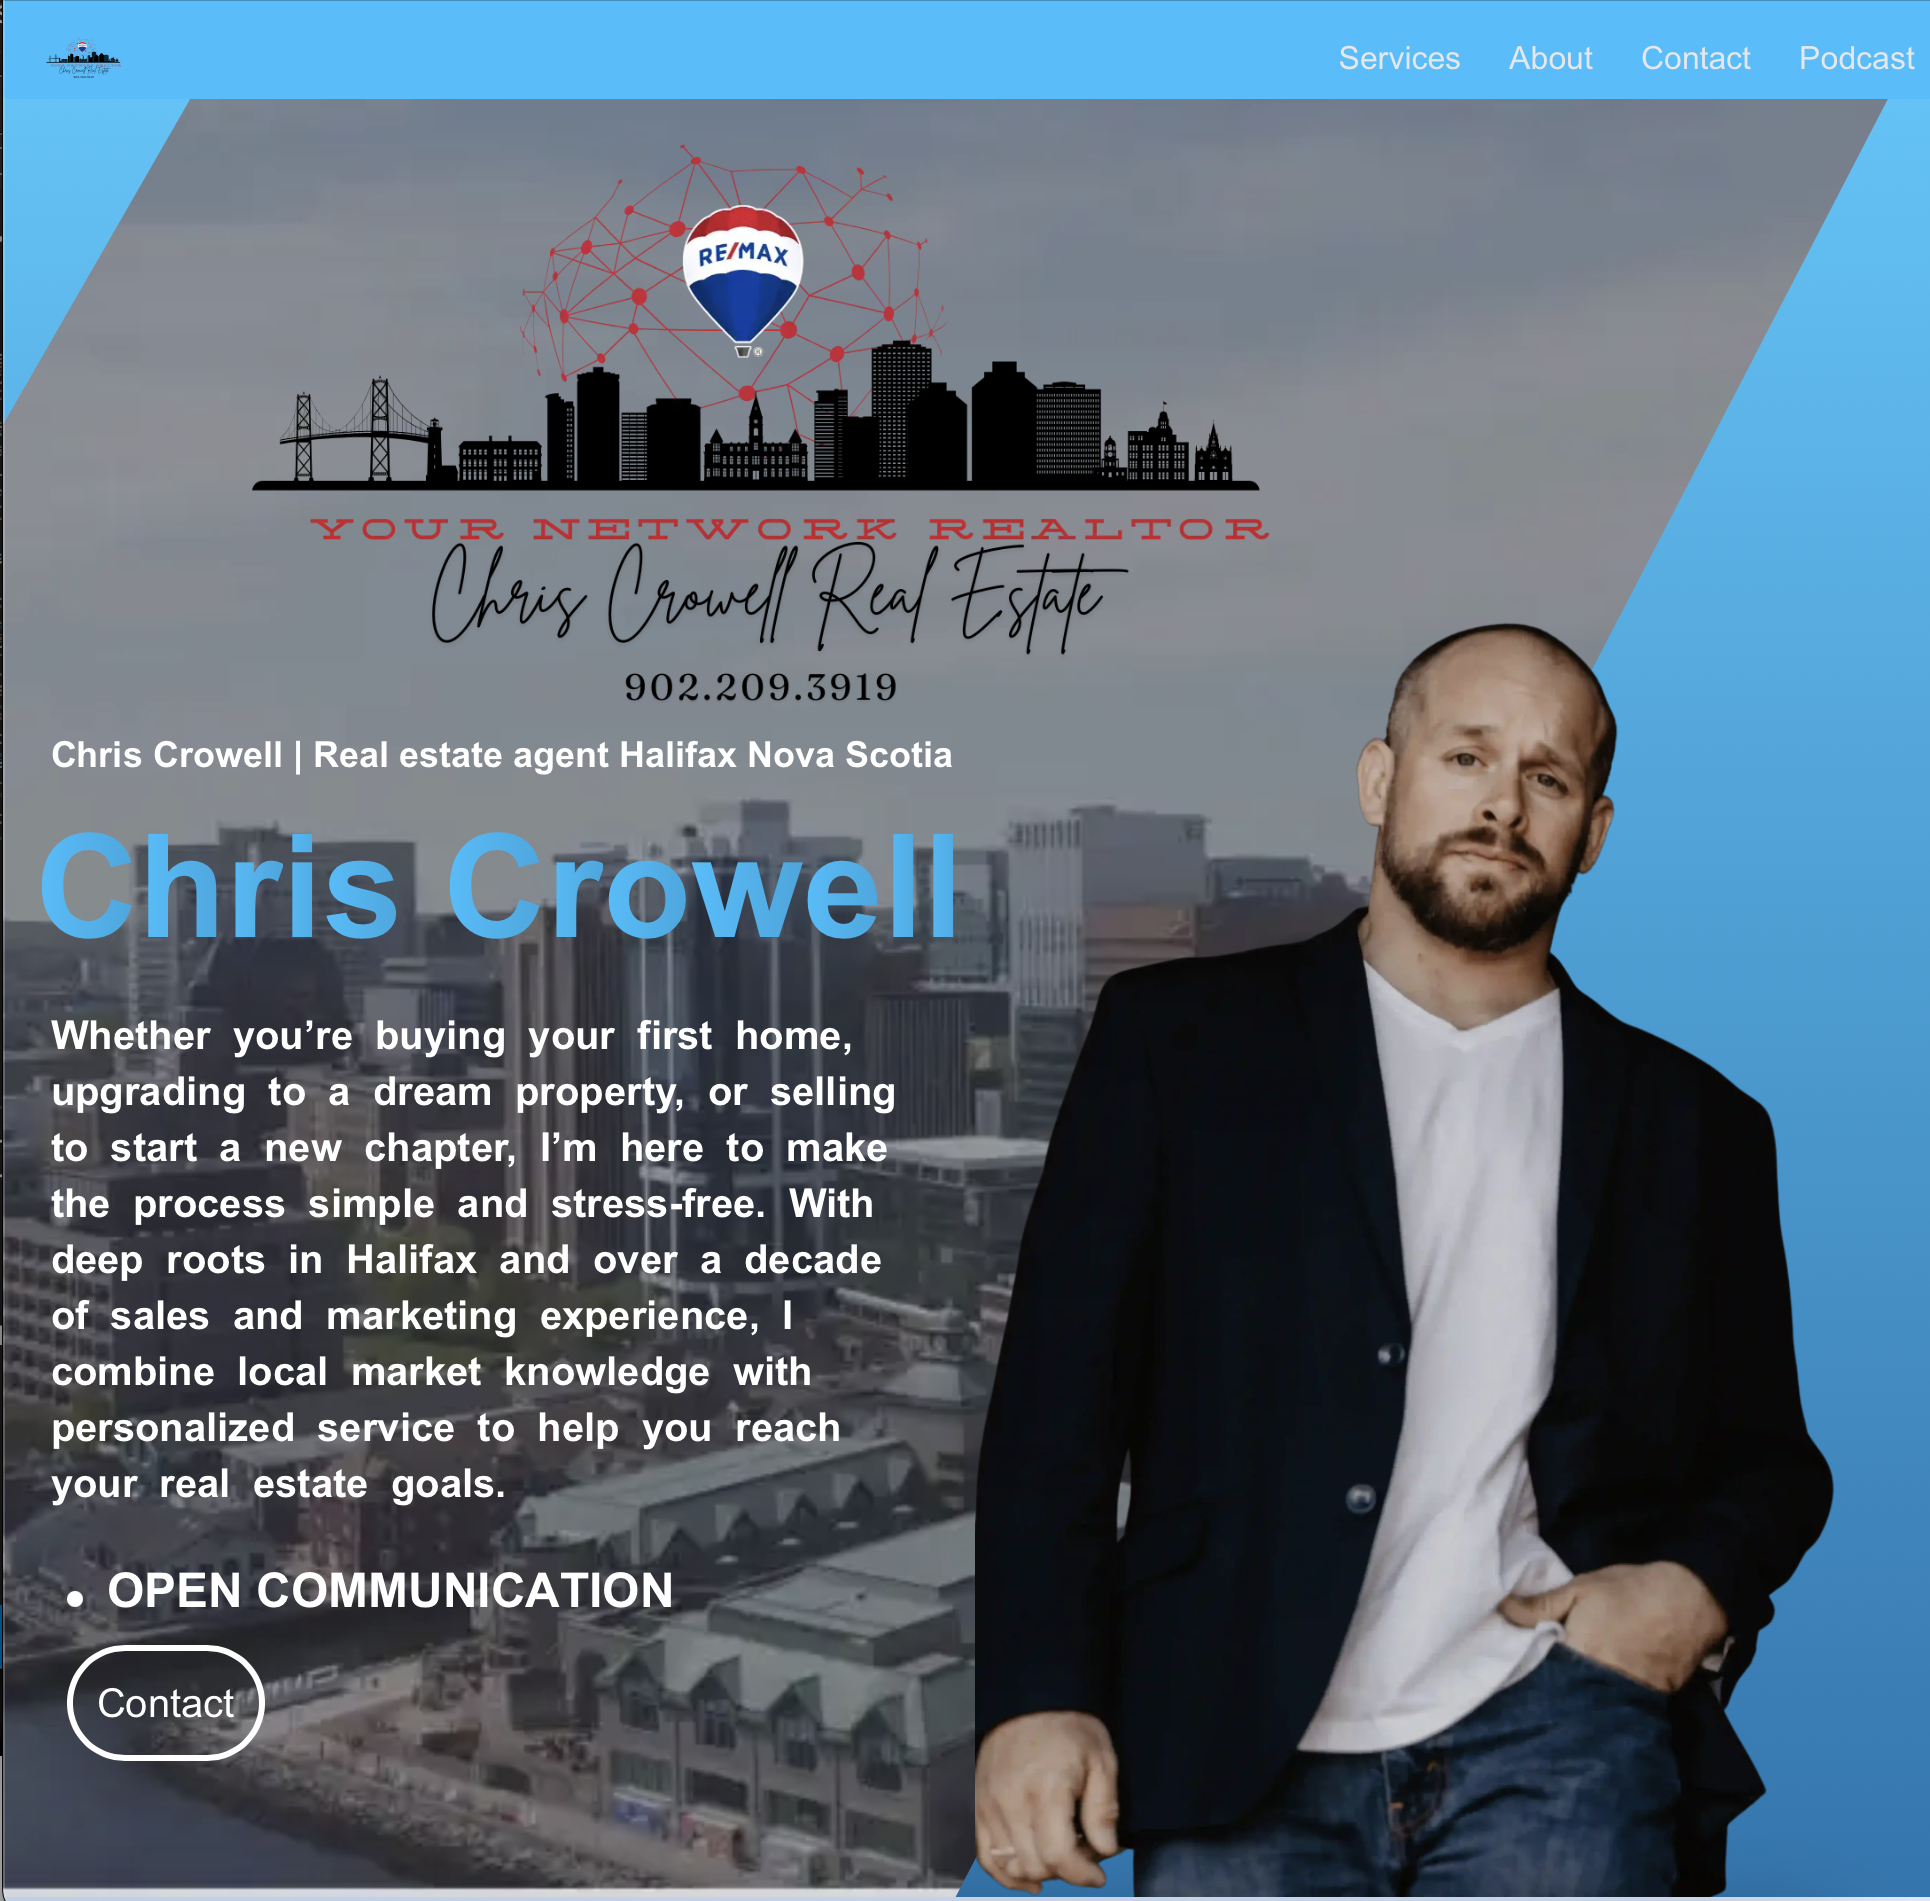 Services About Contact Podcast
RE/MAX
®
YOUR NETWORK REALTOR
Chris Crowell Real Estate
902.209.3919
Chris Crowell | Real estate agent Halifax Nova Scotia
Chris Crowell
Whether you’re buying your first home,
upgrading to a dream property, or selling
to start a new chapter, I’m here to make
the process simple and stress-free. With
deep roots in Halifax and over a decade
of sales and marketing experience, I
combine local market knowledge with
personalized service to help you reach
your real estate goals.
• OPEN COMMUNICATION
Contact